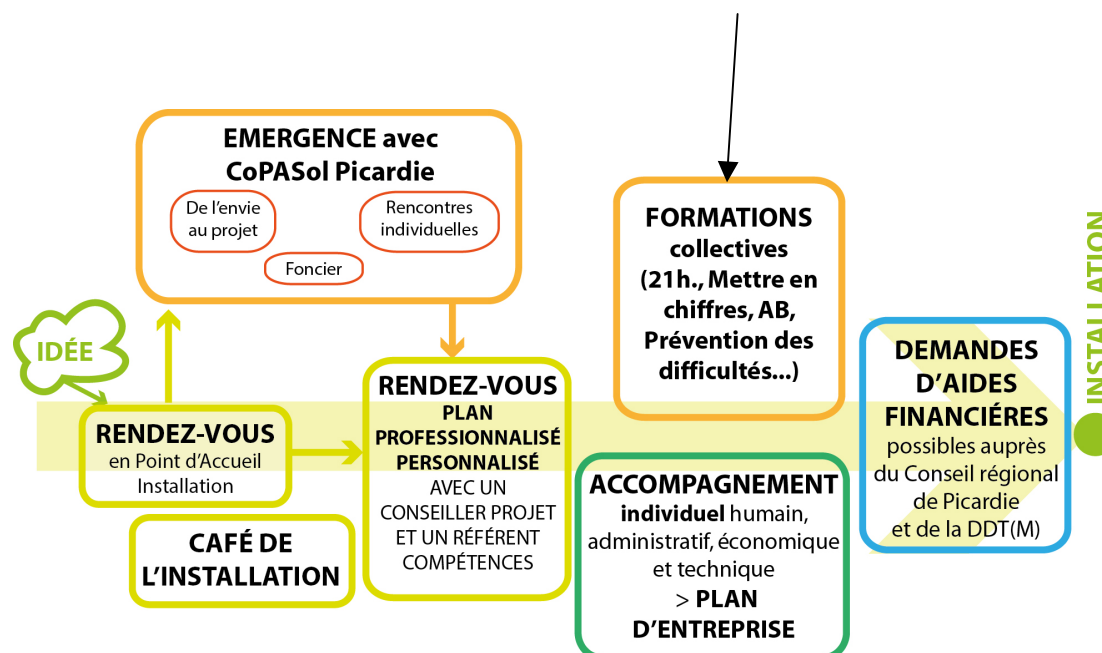 EMERGENCE avec
CoPASol Picardie
De l'envie
au projet
Rencontres
individuelles
Foncier
IDÉE
RENDEZ-VOUS
en Point d'Accueil
Installation
CAFÉ DE
L'INSTALLATION
RENDEZ-VOUS
PLAN
PROFESSIONNALISÉ
PERSONNALISÉ
AVEC UN
CONSEILLER PROJET
ET UN RÉFÉRENT
COMPÉTENCES
FORMATIONS
collectives
(21h., Mettre en
chiffres, AB,
Prévention des
difficultés...)
ACCOMPAGNEMENT
individuel humain,
administratif, économique
et technique
> PLAN
D'ENTREPRISE
DEMANDES
D'AIDES
FINANCIÉRES
possibles auprès
du Conseil régional
de Picardie
et de la DDT(M)
INSTALLATION